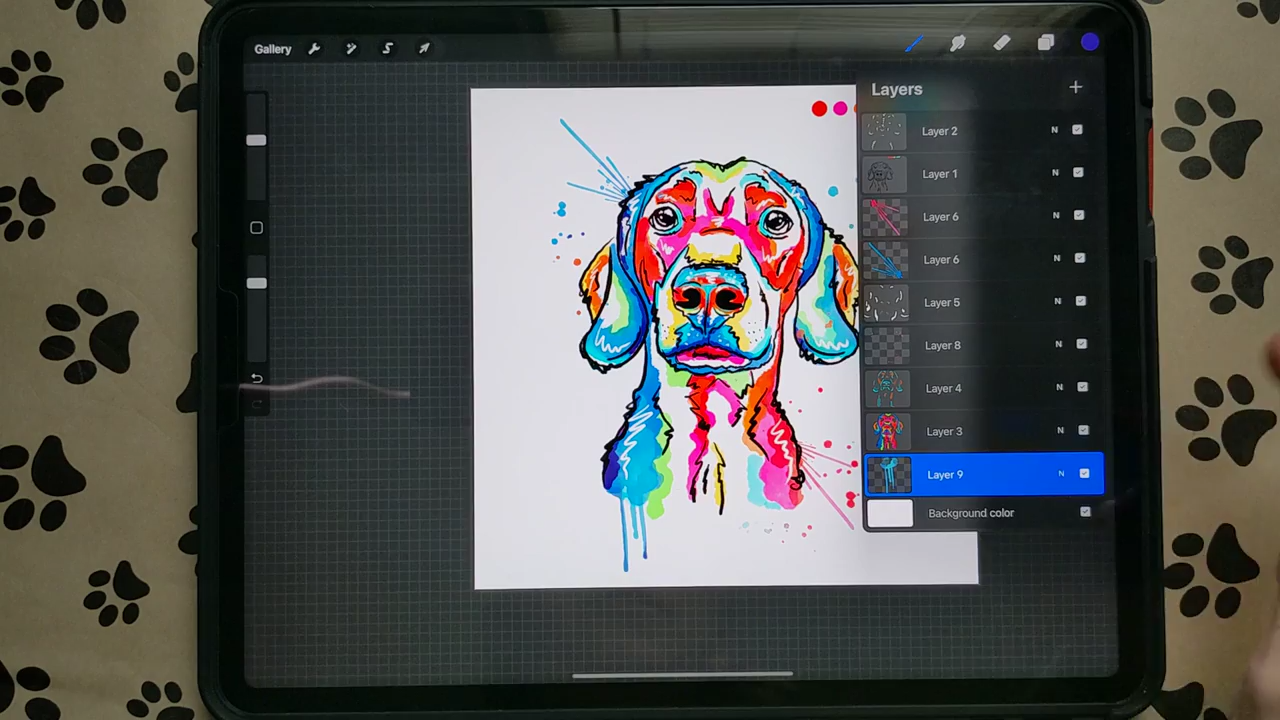 Gallery
Layers
Layer 2 N
Layer 1 N
Layer 6 N
Layer 6 N
Layer 5 N
Layer 8 N
Layer 4 N
Layer 3 N
Layer 9 N
Background color